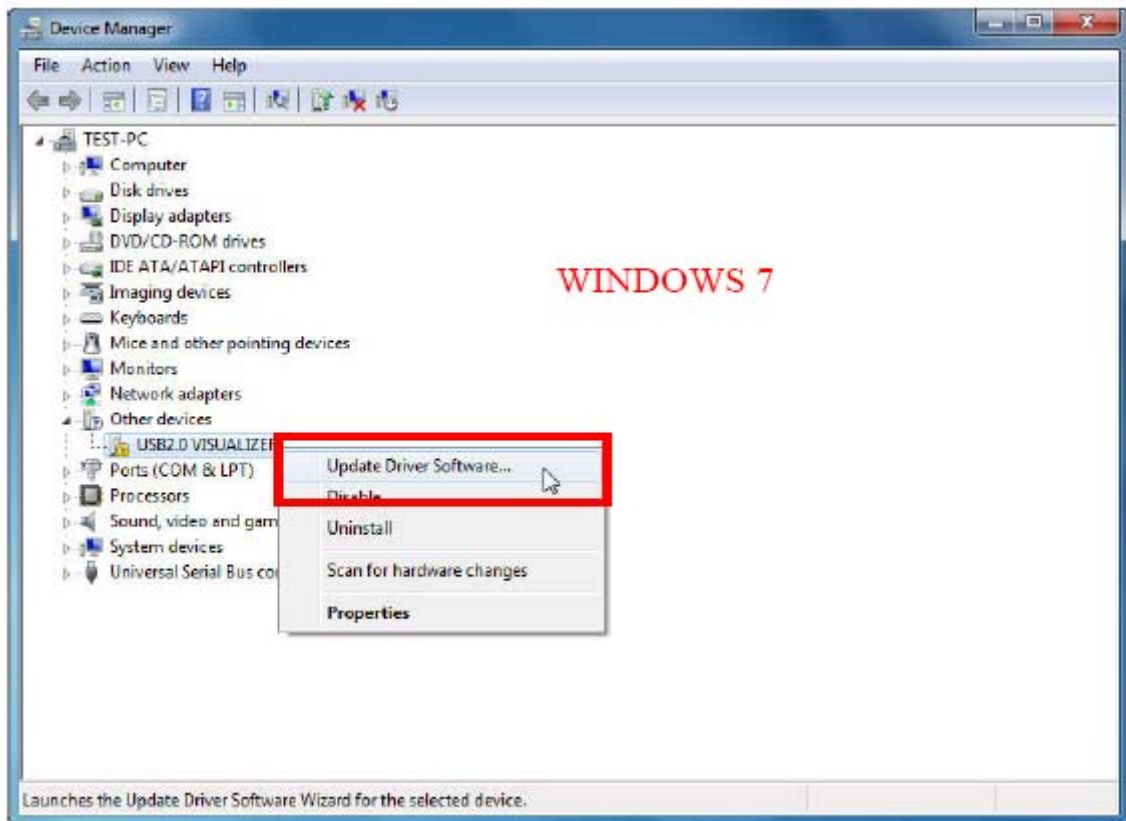 Device Manager
File Action View Help
TEST-PC
Computer
Disk drives
Display adapters
DVD/CD-ROM drives
IDE ATA/ATAPI controllers
WINDOWS 7
Imaging devices
Keyboards
Mice and other pointing devices
Monitors
Network adapters
Other devices
USB2.0 VISUALIZER
Ports (COM & LPT)
Processors
Sound, video and gam
System devices
Universal Serial Bus co
Update Driver Software...
Disable
Uninstall
Scan for hardware changes
Properties
Launches the Update Driver Software Wizard for the selected device.